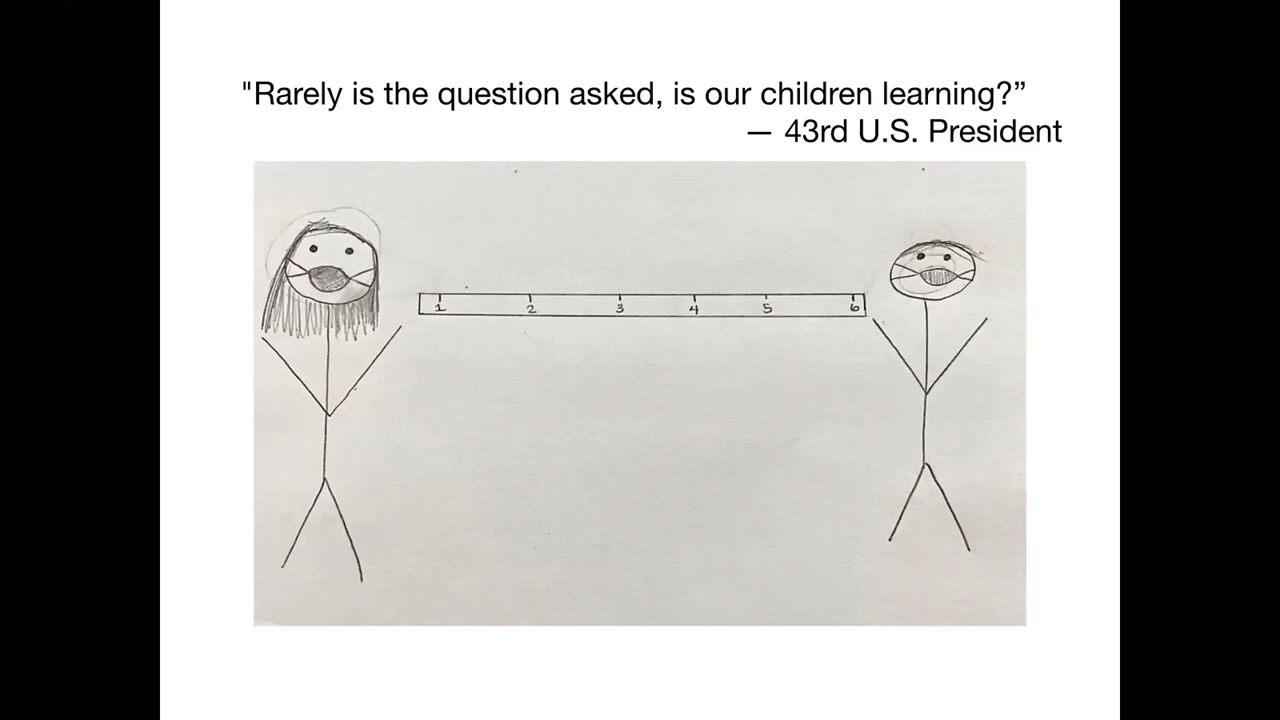 "Rarely is the question asked, is our children learning?”
— 43rd U.S. President
1 2 3 4 5 6